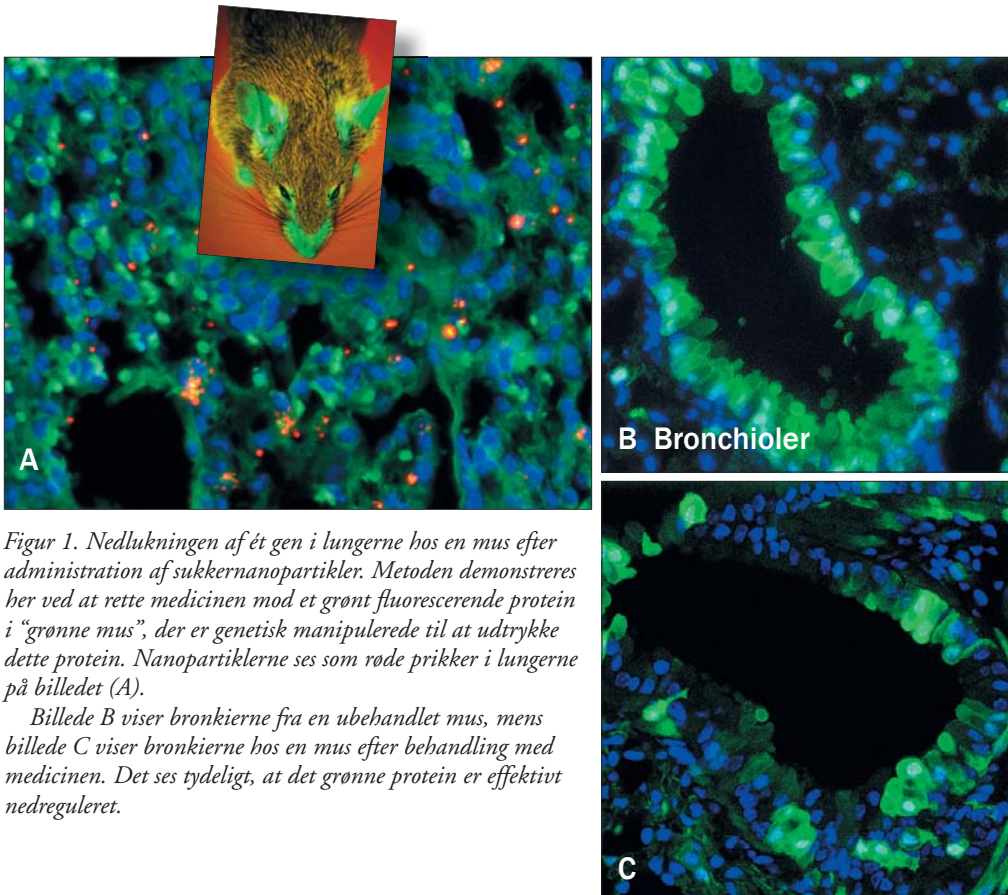 A
B Bronchioler
Figur 1. Nedlukningen af ét gen i lungerne hos en mus efter
administration af sukkernanopartikler. Metoden demonstreres
her ved at rette medicinen mod et grønt fluorescerende protein
i “grønne mus”, der er genetisk manipulerede til at udtrykke
dette protein. Nanopartiklerne ses som røde prikker i lungerne
på billedet (A).
Billede B viser bronkierne fra en ubehandlet mus, mens
billede C viser bronkierne hos en mus efter behandling med
medicinen. Det ses tydeligt, at det grønne protein er effektivt
nedreguleret.
C